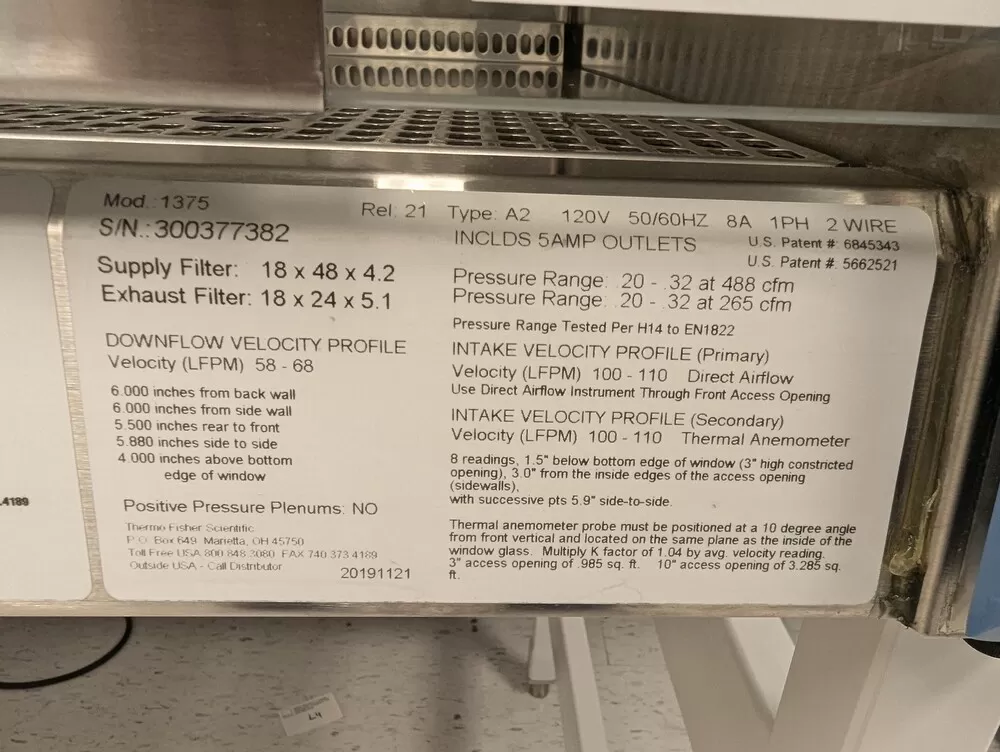 Mod.: 1375
S/N.: 300377382
Rel: 21 Type: A2 120V 50/60HZ 8A 1PH 2 WIRE
INCLDS 5AMP OUTLETS
U.S. Patent #: 6845343
U.S. Patent #: 5662521
Supply Filter: 18 x 48 x 4.2
Exhaust Filter: 18 x 24 x 5.1
Pressure Range: .20 - .32 at 488 cfm
Pressure Range: .20 - .32 at 265 cfm
Pressure Range Tested Per H14 to EN1822
DOWNFLOW VELOCITY PROFILE
Velocity (LFPM) 58 - 68
6.000 inches from back wall
6.000 inches from side wall
5.500 inches rear to front
5.880 inches side to side
4.000 inches above bottom
edge of window
Positive Pressure Plenums: NO
Thermo Fisher Scientific
P.O. Box 649 Marietta, OH 45750
Toll Free USA 800 848 3080 FAX 740 373 4189
Outside USA - Call Distributor
20191121
INTAKE VELOCITY PROFILE (Primary)
Velocity (LFPM) 100 - 110 Direct Airflow
Use Direct Airflow Instrument Through Front Access Opening
INTAKE VELOCITY PROFILE (Secondary)
Velocity (LFPM) 100 - 110 Thermal Anemometer
8 readings, 1.5" below bottom edge of window (3" high constricted
opening), 3.0" from the inside edges of the access opening
(sidewalls),
with successive pts 5.9" side-to-side.
Thermal anemometer probe must be positioned at a 10 degree angle
from front vertical and located on the same plane as the inside of the
window glass. Multiply K factor of 1.04 by avg. velocity reading.
3" access opening of .985 sq. ft. 10" access opening of 3.285 sq.
ft.
.4189
L4